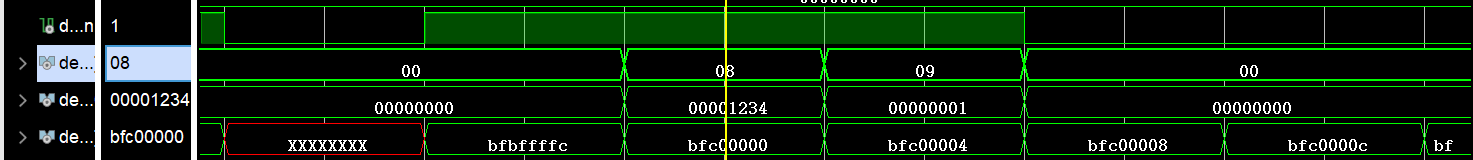 00000000
d...n 1
de... 08 00 08 09 00
de... 00001234 00000000 00001234 00000001 00000000
de... bfc00000 XXXXXXXX bfbffffc bfc00000 bfc00004 bfc00008 bfc0000c bf